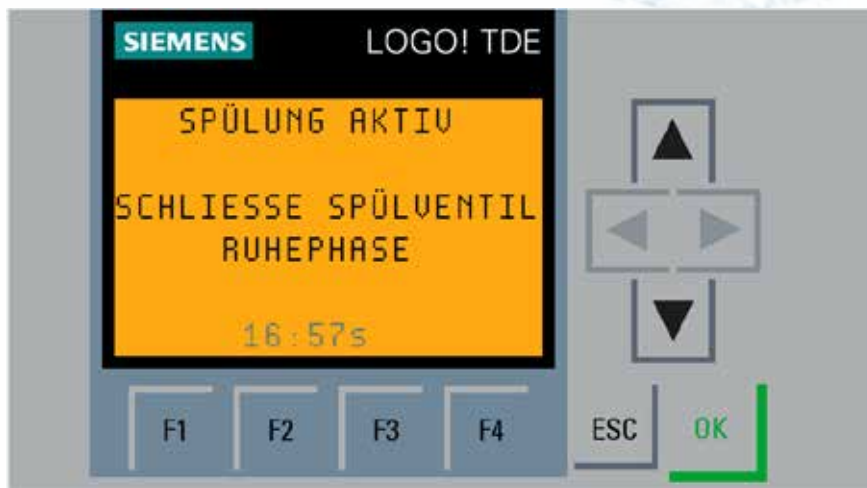 SIEMENS LOGO! TDE
SPÜLUNG AKTIV
SCHLIESSE SPÜLVENTIL
RUHEPHASE
16:57s
F1 F2 F3 F4 ESC OK